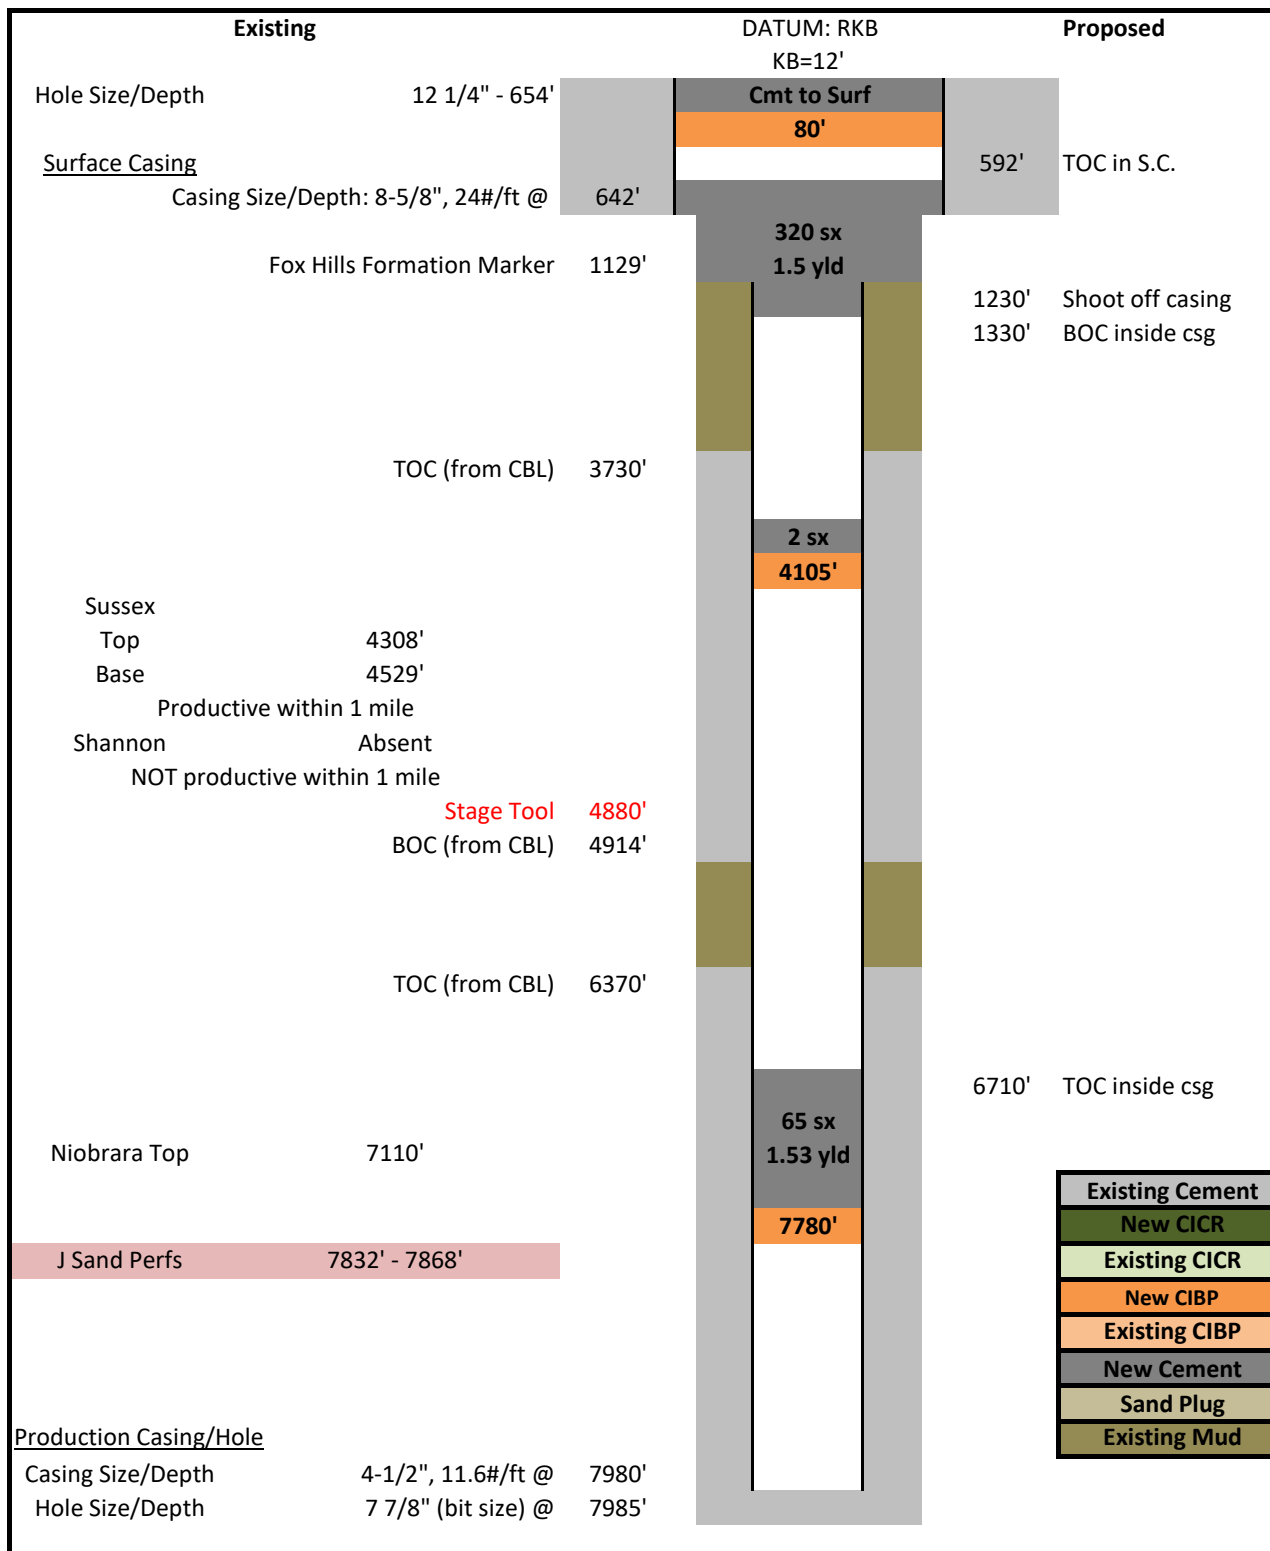 Existing DATUM: RKB Proposed
KB=12'
Hole Size/Depth 12 1/4" - 654' Cmt to Surf
80'
Surface Casing 592' TOC in S.C.
Casing Size/Depth: 8-5/8", 24#/ft @ 642'
320 sx
Fox Hills Formation Marker 1129' 1.5 yld
1230' Shoot off casing
1330' BOC inside csg
TOC (from CBL) 3730'
2 sx
4105'
Sussex
Top 4308'
Base 4529'
Productive within 1 mile
Shannon Absent
NOT productive within 1 mile
Stage Tool 4880'
BOC (from CBL) 4914'
TOC (from CBL) 6370'
6710' TOC inside csg
65 sx
Niobrara Top 7110' 1.53 yld
Existing Cement
7780' New CICR
J Sand Perfs 7832' - 7868' Existing CICR
New CIBP
Existing CIBP
New Cement
Sand Plug
Production Casing/Hole Existing Mud
Casing Size/Depth 4-1/2", 11.6#/ft @ 7980'
Hole Size/Depth 7 7/8" (bit size) @ 7985'